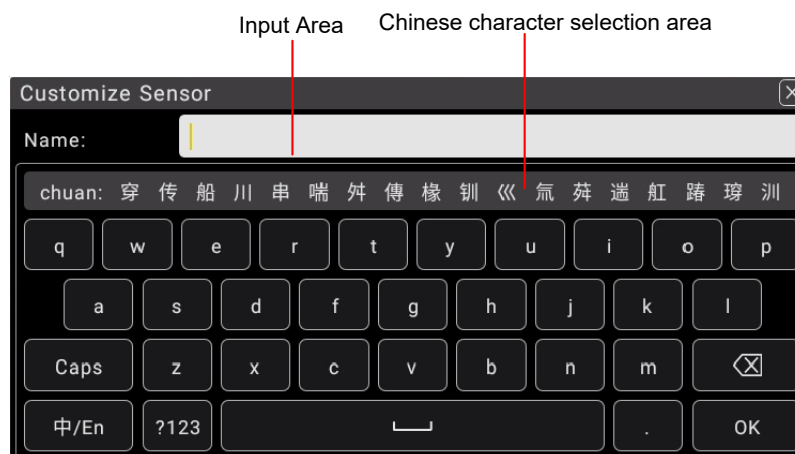 Input Area Chinese character selection area
Customize Sensor
Name:
chuan: 穿 传 船 川 串 喘 舛 傳 椽 钏 巛 氚 荈 遄 舡 踳 瑏 汌
q w e r t y u i o p
a s d f g h j k l
Caps z x c v b n m
中/En ?123 . OK